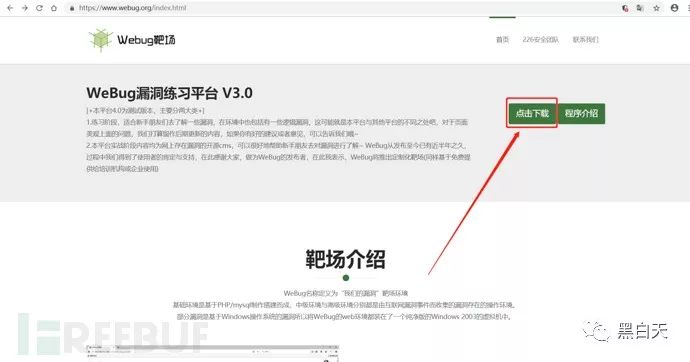 https://www.webug.org/index.html
Webug靶场
首页
226安全团队
联系我们
WeBug漏洞练习平台 V3.0
[+本平台4.0为测试版本，主要分两大类+]
1.练习阶段，适合新手朋友们去了解一些漏洞，在环境中也包括有一些逻辑漏洞，这可能就是本平台与其他平台的不同之处吧，对于页面
美观上面的问题，我们打算留作后期更新的内容，如果你有好的建议或者意见，可以告诉我们哦~
2.本平台实战阶段内容均为网上存在漏洞的开源cms，可以很好地帮助新手朋友去对漏洞进行了解~ WeBug从发布至今已有近半年之久，
过程中我们得到了使用者的肯定与支持，在此感谢大家，做为WeBug的发布者，在此我表示，WeBug将推出定制化靶场(同样基于免费提
供给培训机构或企业使用)
点击下载
程序介绍
靶场介绍
WeBug名称定义为 “我们的漏洞” 靶场环境
基础环境是基于PHP/mysql制作搭建而成，中级环境与高级环境分别都是由互联网漏洞事件而收集的漏洞存在的操作环境。
部分漏洞是基于Windows操作系统的漏洞所以将WeBug的web环境都装在了一个纯净版的Windows 2003的虚拟机中。
FREEBUF
黑白天